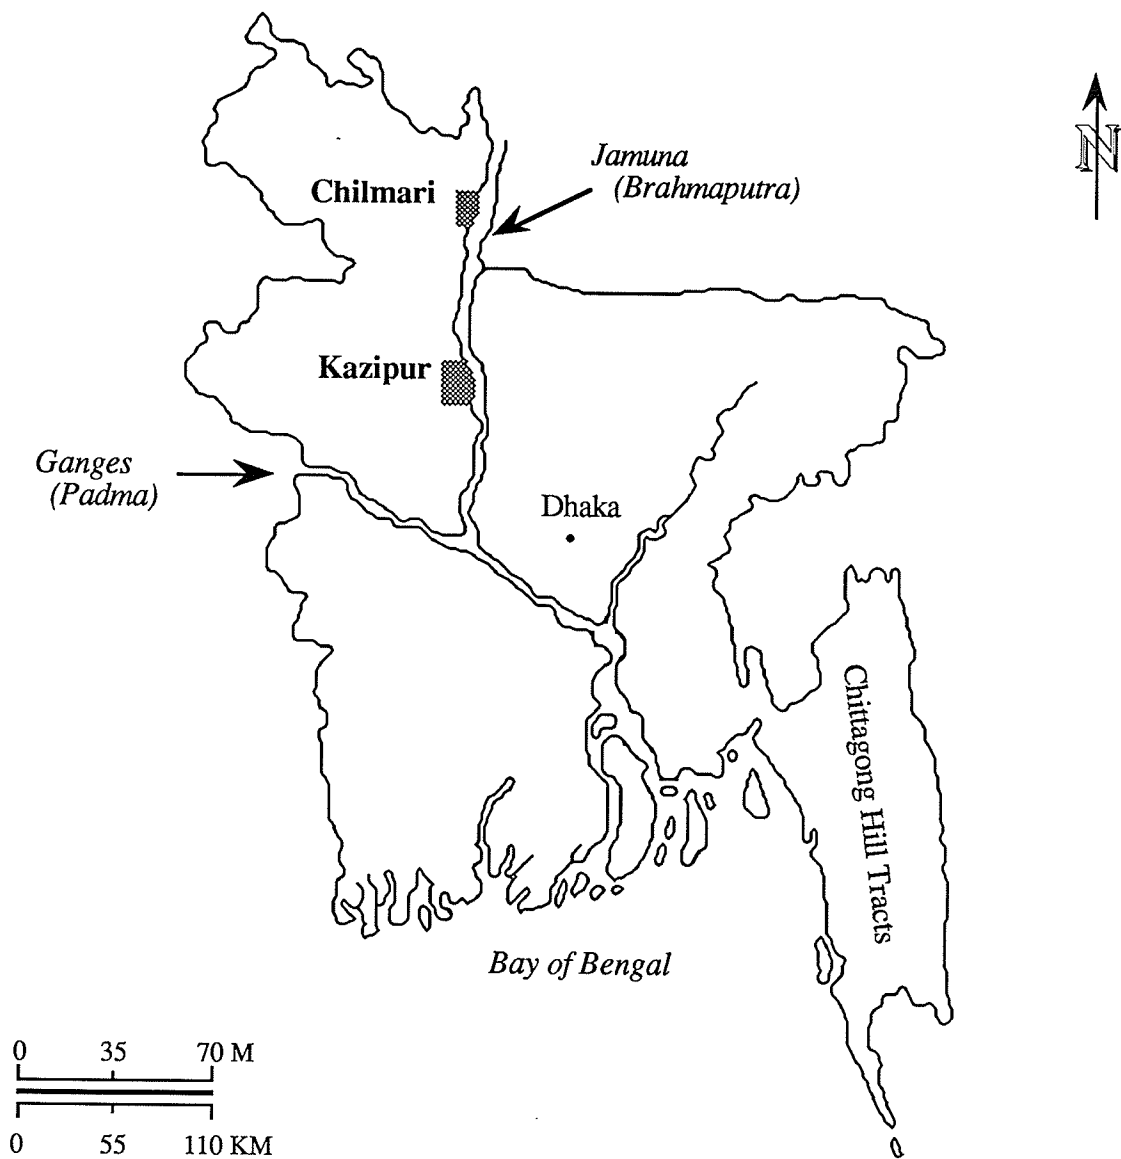 N
Jamuna
(Brahmaputra)
Chilmari
Kazipur
Ganges
(Padma)
Dhaka
Chittagong Hill Tracts
Bay of Bengal
0 35 70 M
0 55 110 KM